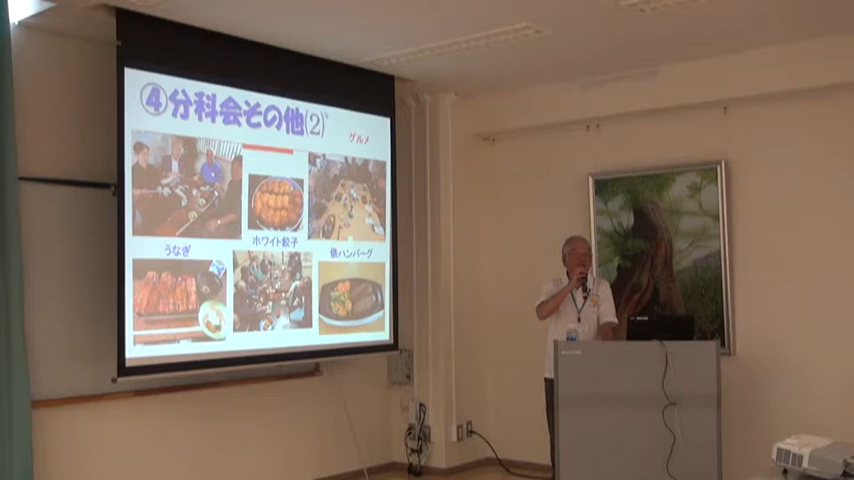 ④分科会その他⑵
グルメ
うなぎ
ホワイト餃子
俵ハンバーグ